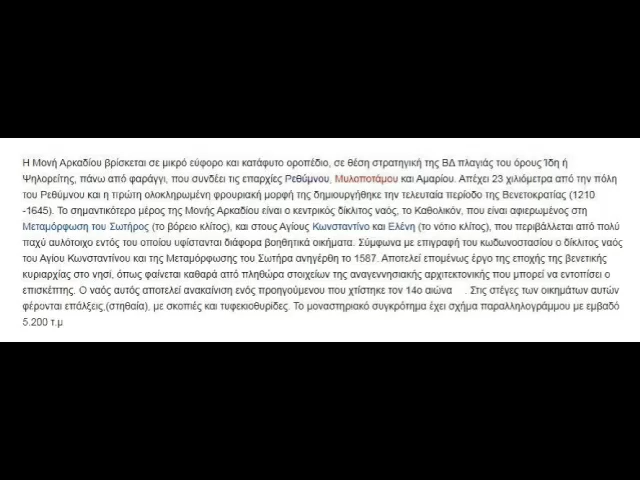 Η Μονή Αρκαδίου βρίσκεται σε μικρό εύφορο και κατάφυτο οροπέδιο, σε θέση στρατηγική της ΒΔ πλαγιάς του όρους Ίδη ή
Ψηλορείτης, πάνω από φαράγγι, που συνδέει τις επαρχίες Ρεθύμνου, Μυλοποτάμου και Αμαρίου. Απέχει 23 χιλιόμετρα από την πόλη
του Ρεθύμνου και η πρώτη ολοκληρωμένη φρουριακή μορφή της δημιουργήθηκε την τελευταία περίοδο της Βενετοκρατίας (1210
-1645). Το σημαντικότερο μέρος της Μονής Αρκαδίου είναι ο κεντρικός δίκλιτος ναός, το Καθολικόν, που είναι αφιερωμένος στη
Μεταμόρφωση του Σωτήρος (το βόρειο κλίτος), και στους Αγίους Κωνσταντίνο και Ελένη (το νότιο κλίτος), που περιβάλλεται από πολύ
παχύ αυλότοιχο εντός του οποίου υφίστανται διάφορα βοηθητικά οικήματα. Σύμφωνα με επιγραφή του κωδωνοστασίου ο δίκλιτος ναός
του Αγίου Κωνσταντίνου και της Μεταμόρφωσης του Σωτήρα ανηγέρθη το 1587. Αποτελεί επομένως έργο της εποχής της βενετικής
κυριαρχίας στο νησί, όπως φαίνεται καθαρά από πληθώρα στοιχείων της αναγεννησιακής αρχιτεκτονικής που μπορεί να εντοπίσει ο
επισκέπτης. Ο ναός αυτός αποτελεί ανακαίνιση ενός προηγούμενου που χτίστηκε τον 14ο αιώνα . Στις στέγες των οικημάτων αυτών
φέρονται επάλξεις,(στηθαία), με σκοπιές και τυφεκιοθυρίδες. Το μοναστηριακό συγκρότημα έχει σχήμα παραλληλογράμμου με εμβαδό
5.200 τ.μ